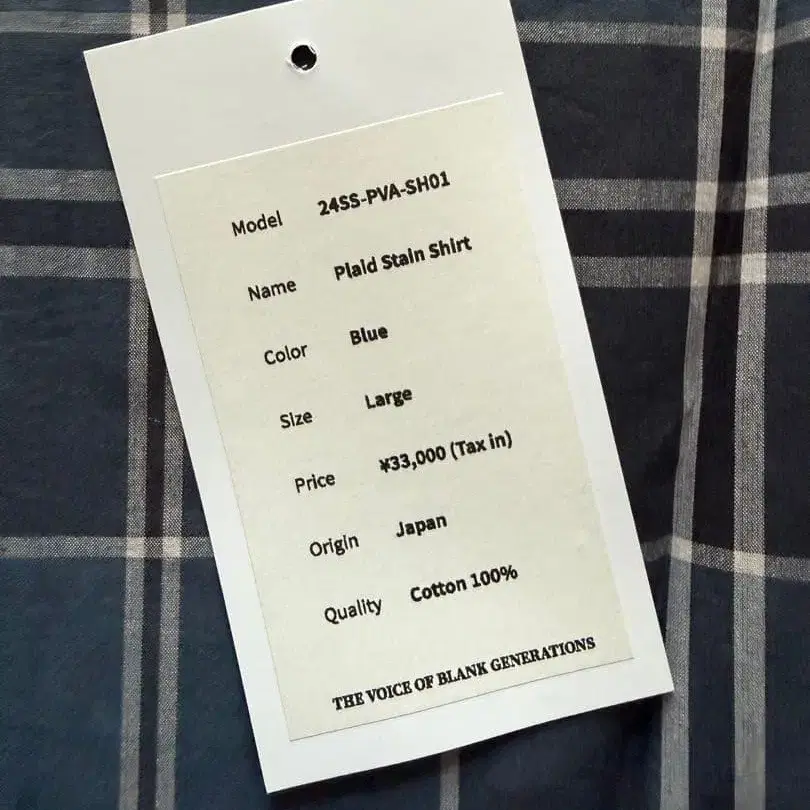 Model 24SS-PVA-SH01
Name Plaid Stain Shirt
Color Blue
Size Large
Price ¥33,000 (Tax in)
Origin Japan
Quality Cotton 100%
THE VOICE OF BLANK GENERATIONS